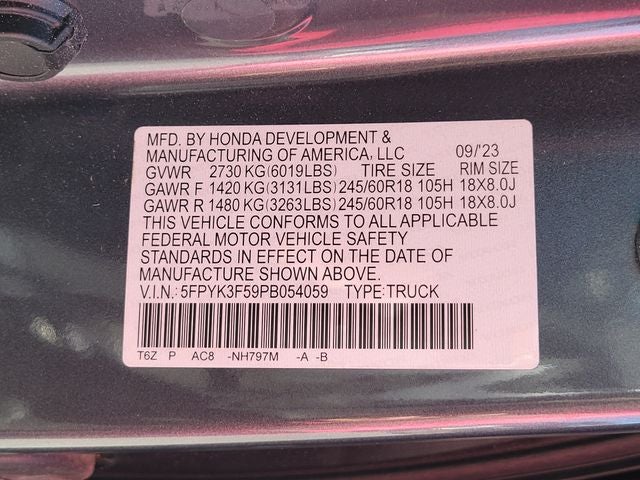 MFD. BY HONDA DEVELOPMENT &
MANUFACTURING OF AMERICA, LLC 09/'23
GVWR 2730 KG(6019LBS) TIRE SIZE RIM SIZE
GAWR F 1420 KG(3131LBS) 245/60R18 105H 18X8.0J
GAWR R 1480 KG(3263LBS) 245/60R18 105H 18X8.0J
THIS VEHICLE CONFORMS TO ALL APPLICABLE
FEDERAL MOTOR VEHICLE SAFETY
STANDARDS IN EFFECT ON THE DATE OF
MANUFACTURE SHOWN ABOVE.
V.I.N.: 5FPYK3F59PB054059 TYPE:TRUCK
T6Z P AC8 -NH797M -A -B